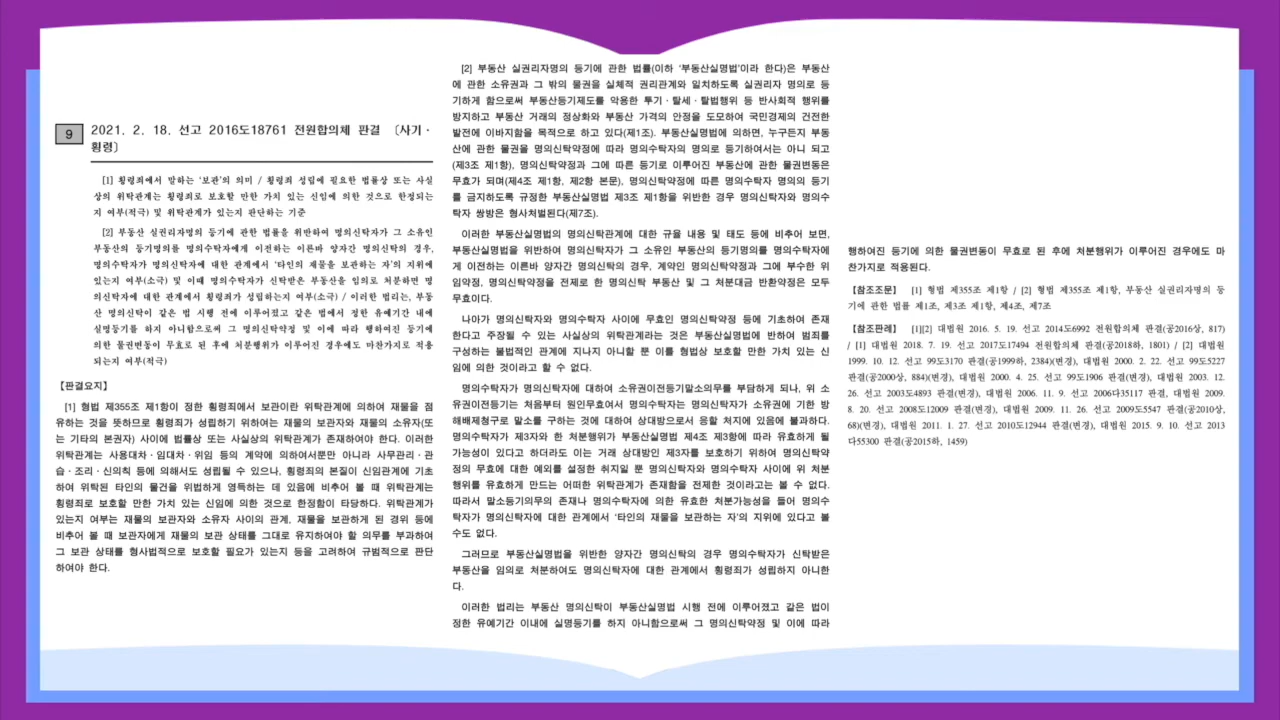 9
2021. 2. 18. 선고 2016도18761 전원합의체 판결 〔사기·
횡령〕
[1] 횡령죄에서 말하는 '보관'의 의미 / 횡령죄 성립에 필요한 법률상 또는 사실
상의 위탁관계는 횡령죄로 보호할 만한 가치 있는 신임에 의한 것으로 한정되는
지 여부(적극) 및 위탁관계가 있는지 판단하는 기준
[2] 부동산 실권리자명의 등기에 관한 법률을 위반하여 명의신탁자가 그 소유인
부동산의 등기명의를 명의수탁자에게 이전하는 이른바 양자간 명의신탁의 경우,
명의수탁자가 명의신탁자에 대한 관계에서 '타인의 재물을 보관하는 자'의 지위에
있는지 여부(소극) 및 이때 명의수탁자가 신탁받은 부동산을 임의로 처분하면 명
의신탁자에 대한 관계에서 횡령죄가 성립하는지 여부(소극) / 이러한 법리는, 부동
산 명의신탁이 같은 법 시행 전에 이루어졌고 같은 법에서 정한 유예기간 내에
실명등기를 하지 아니함으로써 그 명의신탁약정 및 이에 따라 행하여진 등기에
의한 물권변동이 무효로 된 후에 처분행위가 이루어진 경우에도 마찬가지로 적용
되는지 여부(적극)
【판결요지】
[1] 형법 제355조 제1항이 정한 횡령죄에서 보관이란 위탁관계에 의하여 재물을 점
유하는 것을 뜻하므로 횡령죄가 성립하기 위하여는 재물의 보관자와 재물의 소유자(또
는 기타의 본권자) 사이에 법률상 또는 사실상의 위탁관계가 존재하여야 한다. 이러한
위탁관계는 사용대차·임대차·위임 등의 계약에 의하여서뿐만 아니라 사무관리·관
습·조리·신의칙 등에 의해서도 성립될 수 있으나, 횡령죄의 본질이 신임관계에 기초
하여 위탁된 타인의 물건을 위법하게 영득하는 데 있음에 비추어 볼 때 위탁관계는
횡령죄로 보호할 만한 가치 있는 신임에 의한 것으로 한정함이 타당하다. 위탁관계가
있는지 여부는 재물의 보관자와 소유자 사이의 관계, 재물을 보관하게 된 경위 등에
비추어 볼 때 보관자에게 재물의 보관 상태를 그대로 유지하여야 할 의무를 부과하여
그 보관 상태를 형사법적으로 보호할 필요가 있는지 등을 고려하여 규범적으로 판단
하여야 한다.
[2] 부동산 실권리자명의 등기에 관한 법률(이하 '부동산실명법'이라 한다)은 부동산
에 관한 소유권과 그 밖의 물권을 실체적 권리관계와 일치하도록 실권리자 명의로 등
기하게 함으로써 부동산등기제도를 악용한 투기·탈세·탈법행위 등 반사회적 행위를
방지하고 부동산 거래의 정상화와 부동산 가격의 안정을 도모하여 국민경제의 건전한
발전에 이바지함을 목적으로 하고 있다(제1조). 부동산실명법에 의하면, 누구든지 부동
산에 관한 물권을 명의신탁약정에 따라 명의수탁자의 명의로 등기하여서는 아니 되고
(제3조 제1항), 명의신탁약정과 그에 따른 등기로 이루어진 부동산에 관한 물권변동은
무효가 되며(제4조 제1항, 제2항 본문), 명의신탁약정에 따른 명의수탁자 명의의 등기
를 금지하도록 규정한 부동산실명법 제3조 제1항을 위반한 경우 명의신탁자와 명의수
탁자 쌍방은 형사처벌된다(제7조).
이러한 부동산실명법의 명의신탁관계에 대한 규율 내용 및 태도 등에 비추어 보면,
부동산실명법을 위반하여 명의신탁자가 그 소유인 부동산의 등기명의를 명의수탁자에
게 이전하는 이른바 양자간 명의신탁의 경우, 계약인 명의신탁약정과 그에 부수한 위
임약정, 명의신탁약정을 전제로 한 명의신탁 부동산 및 그 처분대금 반환약정은 모두
무효이다.
나아가 명의신탁자와 명의수탁자 사이에 무효인 명의신탁약정 등에 기초하여 존재
한다고 주장될 수 있는 사실상의 위탁관계라는 것은 부동산실명법에 반하여 범죄를
구성하는 불법적인 관계에 지나지 아니할 뿐 이를 형법상 보호할 만한 가치 있는 신
임에 의한 것이라고 할 수 없다.
명의수탁자가 명의신탁자에 대하여 소유권이전등기말소의무를 부담하게 되나, 위 소
유권이전등기는 처음부터 원인무효여서 명의수탁자는 명의신탁자가 소유권에 기한 방
해배제청구로 말소를 구하는 것에 대하여 상대방으로서 응할 처지에 있음에 불과하다.
명의수탁자가 제3자와 한 처분행위가 부동산실명법 제4조 제3항에 따라 유효하게 될
가능성이 있다고 하더라도 이는 거래 상대방인 제3자를 보호하기 위하여 명의신탁약
정의 무효에 대한 예외를 설정한 취지일 뿐 명의신탁자와 명의수탁자 사이에 위 처분
행위를 유효하게 만드는 어떠한 위탁관계가 존재함을 전제한 것이라고는 볼 수 없다.
따라서 말소등기의무의 존재나 명의수탁자에 의한 유효한 처분가능성을 들어 명의수
탁자가 명의신탁자에 대한 관계에서 '타인의 재물을 보관하는 자'의 지위에 있다고 볼
수도 없다.
그러므로 부동산실명법을 위반한 양자간 명의신탁의 경우 명의수탁자가 신탁받은
부동산을 임의로 처분하여도 명의신탁자에 대한 관계에서 횡령죄가 성립하지 아니한
다.
이러한 법리는 부동산 명의신탁이 부동산실명법 시행 전에 이루어졌고 같은 법이
정한 유예기간 이내에 실명등기를 하지 아니함으로써 그 명의신탁약정 및 이에 따라
행하여진 등기에 의한 물권변동이 무효로 된 후에 처분행위가 이루어진 경우에도 마
찬가지로 적용된다.
【참조조문】 [1] 형법 제355조 제1항 / [2] 형법 제355조 제1항, 부동산 실권리자명의 등
기에 관한 법률 제1조, 제3조 제1항, 제4조, 제7조
【참조판례】 [1][2] 대법원 2016. 5. 19. 선고 2014도6992 전원합의체 판결(공2016상, 817)
/ [1] 대법원 2018. 7. 19. 선고 2017도17494 전원합의체 판결(공2018하, 1801) / [2] 대법원
1999. 10. 12. 선고 99도3170 판결(공1999하, 2384)(변경), 대법원 2000. 2. 22. 선고 99도5227
판결(공2000상, 884)(변경), 대법원 2000. 4. 25. 선고 99도1906 판결(변경), 대법원 2003. 12.
26. 선고 2003도4893 판결(변경), 대법원 2006. 11. 9. 선고 2006다35117 판결, 대법원 2009.
8. 20. 선고 2008도12009 판결(변경), 대법원 2009. 11. 26. 선고 2009도5547 판결(공2010상,
68)(변경), 대법원 2011. 1. 27. 선고 2010도12944 판결(변경), 대법원 2015. 9. 10. 선고 2013
다55300 판결(공2015하, 1459)